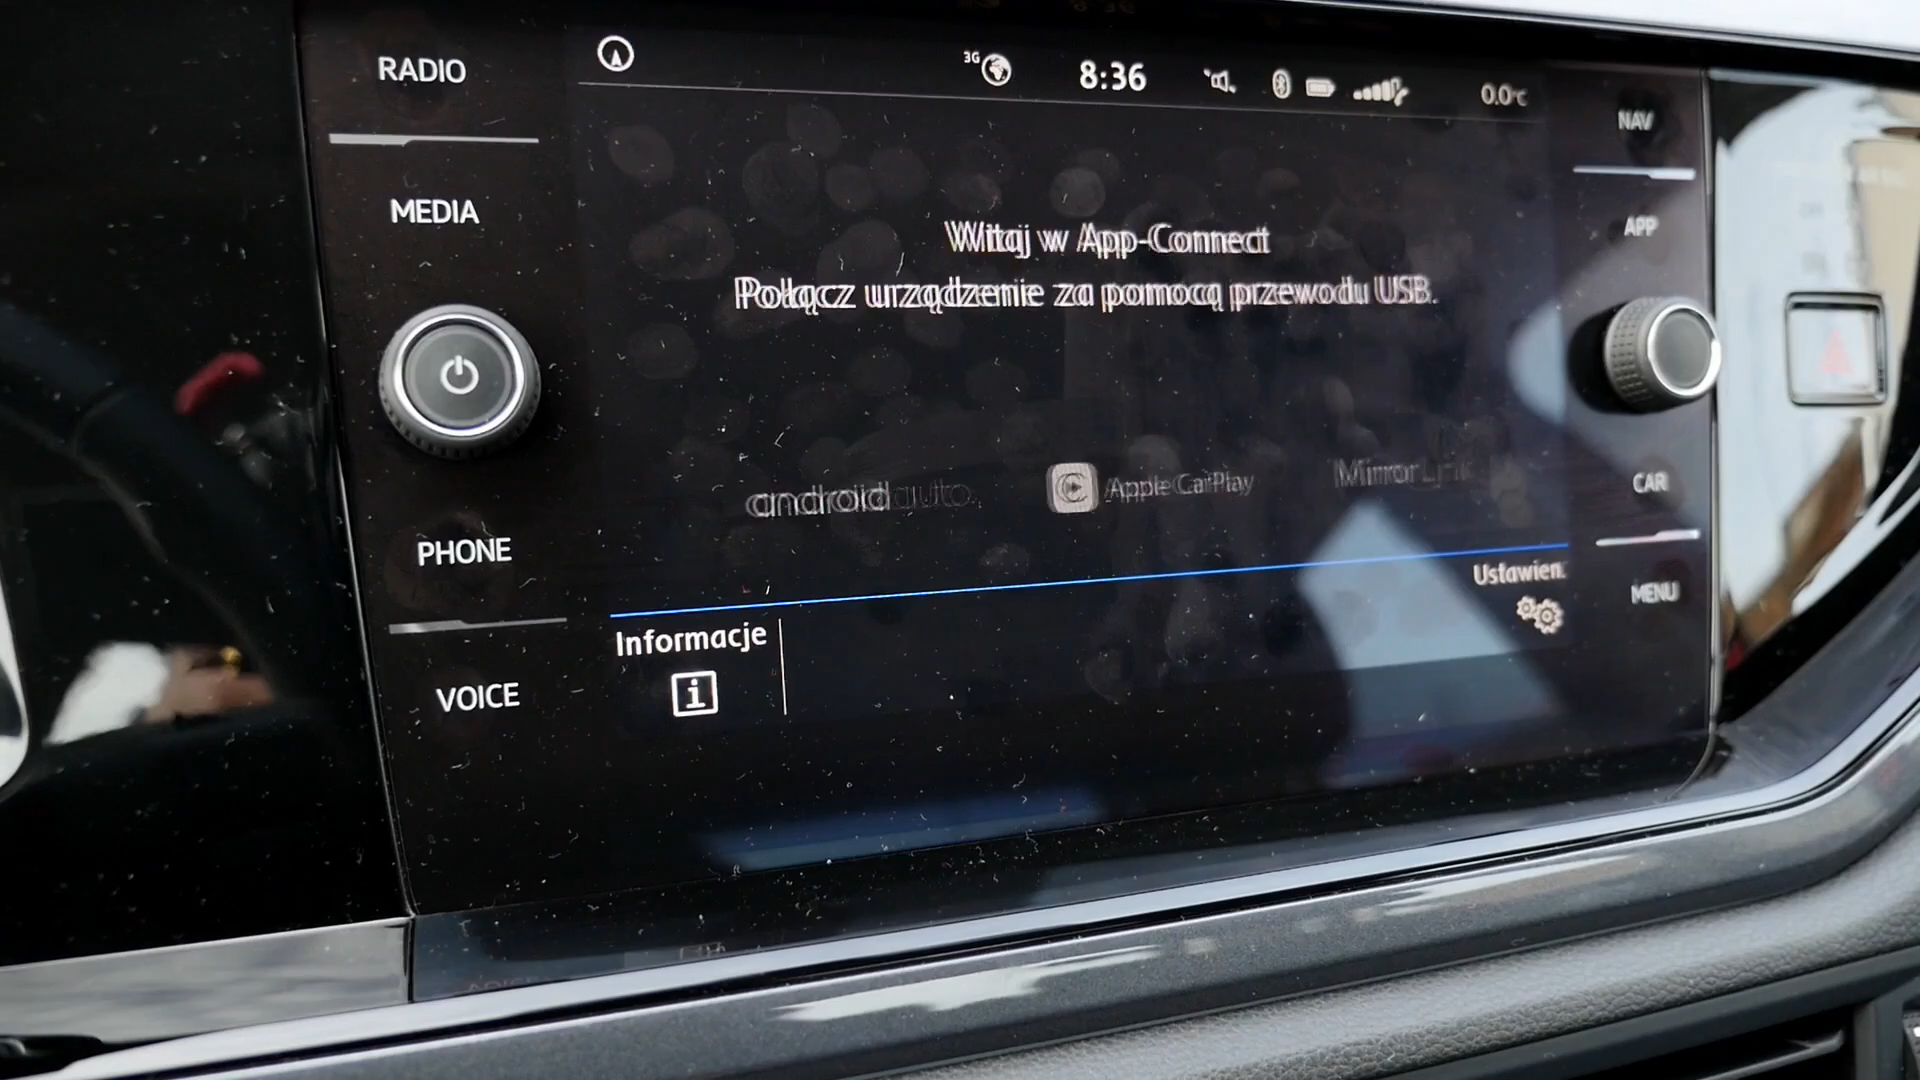 RADIO
3G
8:36
0.0°C
NAV
MEDIA
APP
Witaj w App-Connect
Połącz urządzenie za pomocą przewodu USB.
android auto
Apple CarPlay
MirrorLink
CAR
PHONE
Ustawien.
MENU
Informacje
i
VOICE